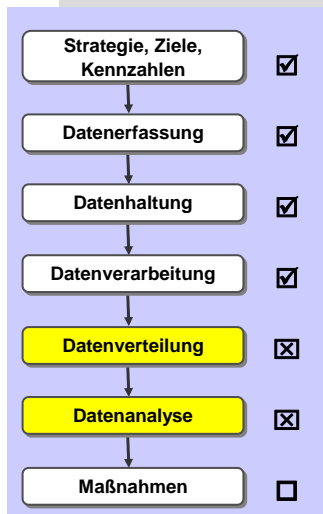 Strategie, Ziele,
Kennzahlen
Datenerfassung
Datenhaltung
Datenverarbeitung
Datenverteilung
Datenanalyse
Maßnahmen